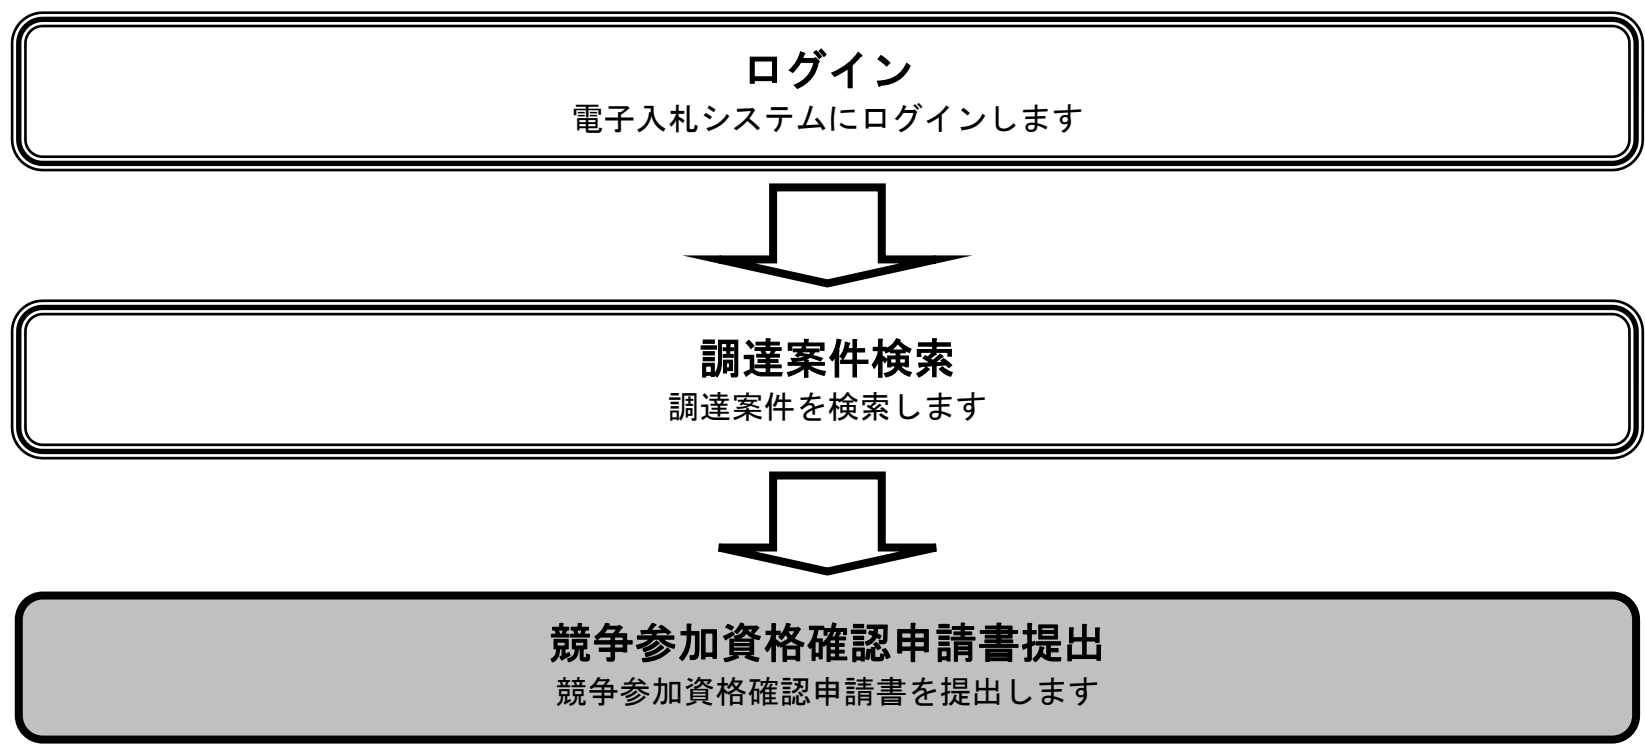 ログイン
電子入札システムにログインします
調達案件検索
調達案件を検索します
競争参加資格確認申請書提出
競争参加資格確認申請書を提出します